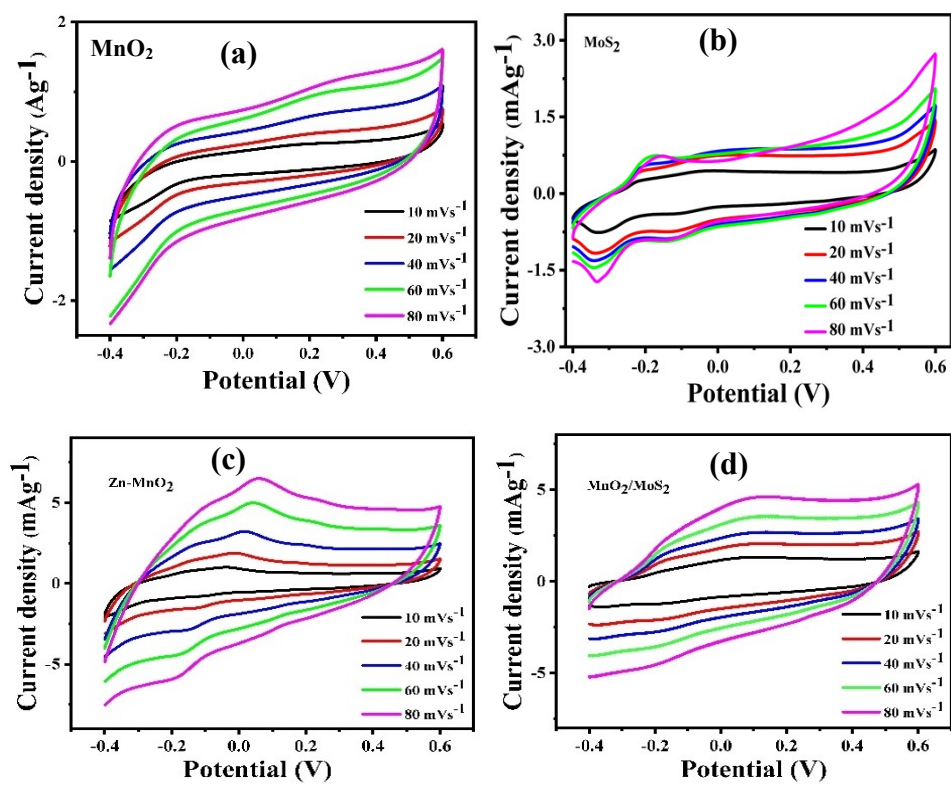 MnO2
(a)
2
0
-2
-0.4 -0.2 0.0 0.2 0.4 0.6
Current density (Ag-1)
Potential (V)
10 mVs-1
20 mVs-1
40 mVs-1
60 mVs-1
80 mVs-1
MoS2
(b)
3.0
1.5
0.0
-1.5
-3.0
-0.4 -0.2 0.0 0.2 0.4 0.6
Current density (mAg-1)
Potential (V)
10 mVs-1
20 mVs-1
40 mVs-1
60 mVs-1
80 mVs-1
(c)
Zn-MnO2
5
0
-5
-0.4 -0.2 0.0 0.2 0.4 0.6
Current density (mAg-1)
Potential (V)
10 mVs-1
20 mVs-1
40 mVs-1
60 mVs-1
80 mVs-1
(d)
MnO2/MoS2
5
0
-5
-0.4 -0.2 0.0 0.2 0.4 0.6
Current density (mAg-1)
Potential (V)
10 mVs-1
20 mVs-1
40 mVs-1
60 mVs-1
80 mVs-1